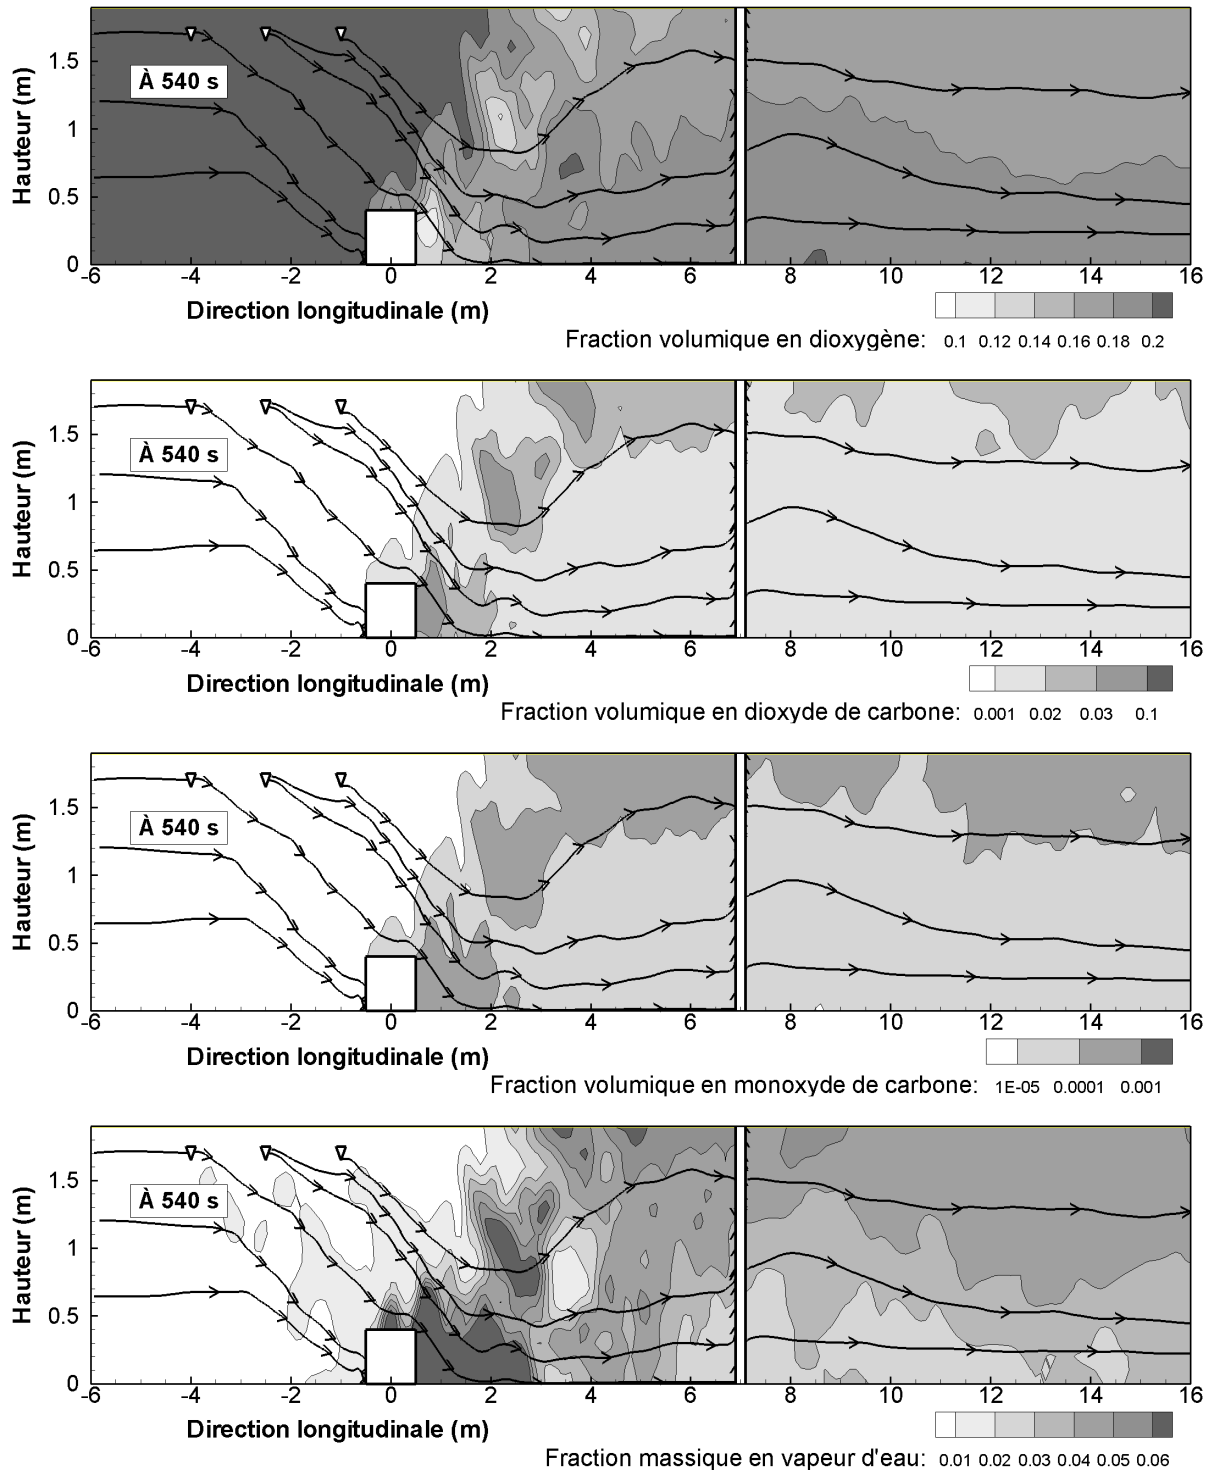 Hauteur (m)
1.5
1
0.5
0
À 540 s
-6 -4 -2 0 2 4 6 8 10 12 14 16
Direction longitudinale (m)
Fraction volumique en dioxygène: 0.1 0.12 0.14 0.16 0.18 0.2
Hauteur (m)
1.5
1
0.5
0
À 540 s
-6 -4 -2 0 2 4 6 8 10 12 14 16
Direction longitudinale (m)
Fraction volumique en dioxyde de carbone: 0.001 0.02 0.03 0.1
Hauteur (m)
1.5
1
0.5
0
À 540 s
-6 -4 -2 0 2 4 6 8 10 12 14 16
Direction longitudinale (m)
Fraction volumique en monoxyde de carbone: 1E-05 0.0001 0.001
Hauteur (m)
1.5
1
0.5
0
À 540 s
-6 -4 -2 0 2 4 6 8 10 12 14 16
Direction longitudinale (m)
Fraction massique en vapeur d'eau: 0.01 0.02 0.03 0.04 0.05 0.06